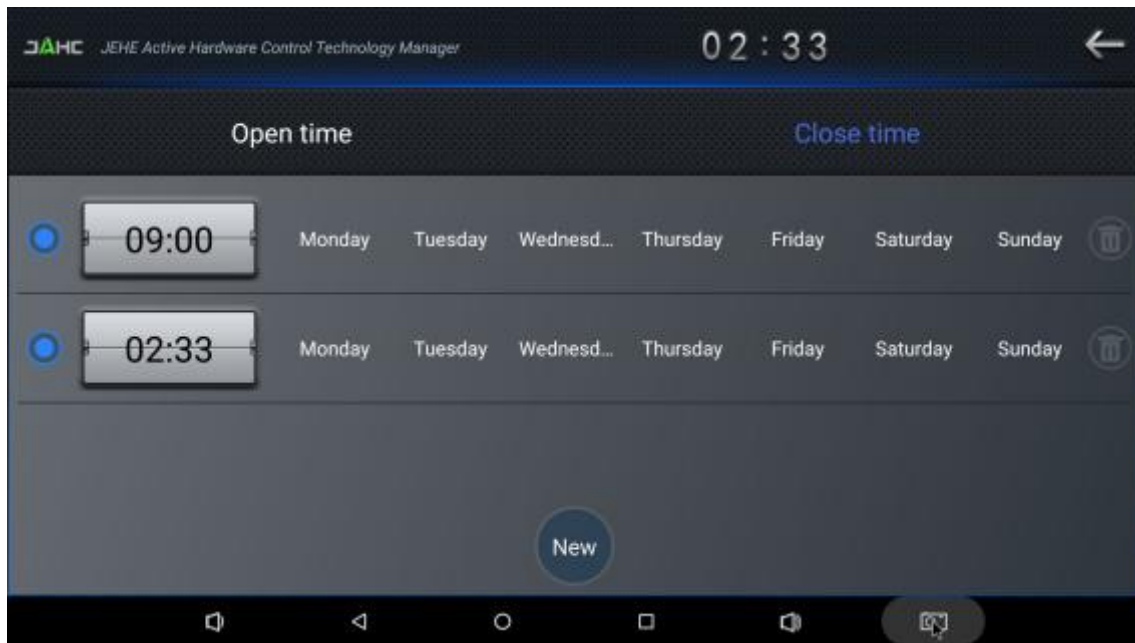 JAHC JEHE Active Hardware Control Technology Manager 02:33
Open time Close time
09:00 Monday Tuesday Wednesd... Thursday Friday Saturday Sunday
02:33 Monday Tuesday Wednesd... Thursday Friday Saturday Sunday
New